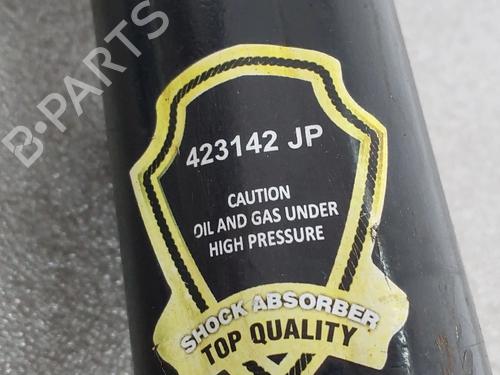 B-PARTS
423142 JP
CAUTION
OIL AND GAS UNDER
HIGH PRESSURE
SHOCK ABSORBER
TOP QUALITY